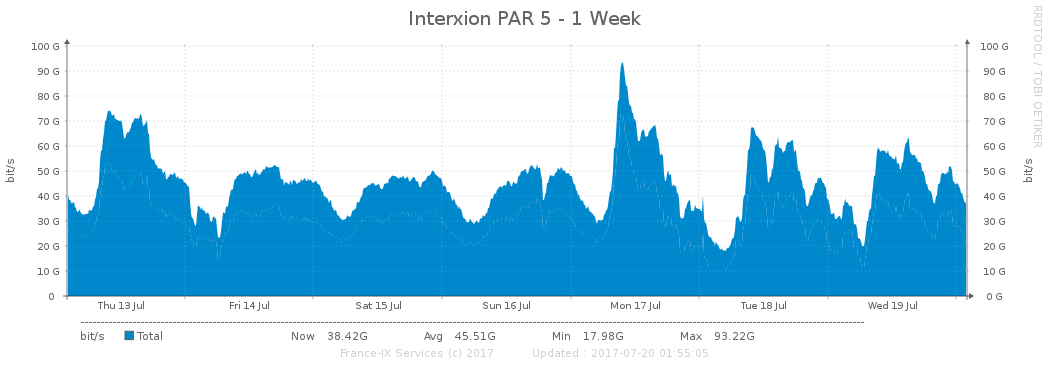 Interxion PAR 5 - 1 Week
RRDTOOL / TOBI OETIKER
100 G 100 G
90 G 90 G
80 G 80 G
70 G 70 G
60 G 60 G
50 G 50 G
40 G 40 G
30 G 30 G
20 G 20 G
10 G 10 G
0 0 G
bit/s bit/s
Thu 13 Jul Fri 14 Jul Sat 15 Jul Sun 16 Jul Mon 17 Jul Tue 18 Jul Wed 19 Jul
bit/s Total Now 38.42G Avg 45.51G Min 17.98G Max 93.22G
France-IX Services (c) 2017 Updated : 2017-07-20 01:55:05